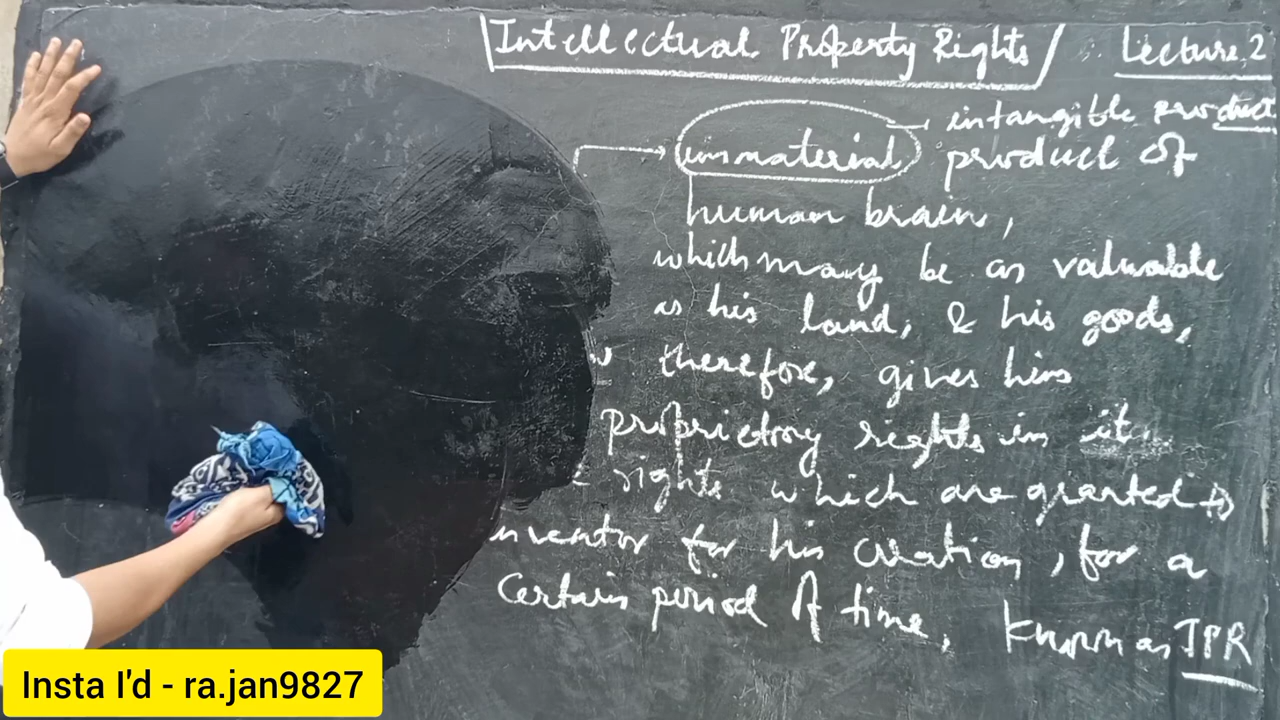 Intellectual Property Rights
Lecture, 2
intangible product
immaterial product of
human brain,
which may be as valuable
as his land, & his goods,
therefore, gives him
proprietory rights in it
rights which are granted to
inventor for his creation, for a
certain period of time, known as IPR
Insta I'd - ra.jan9827